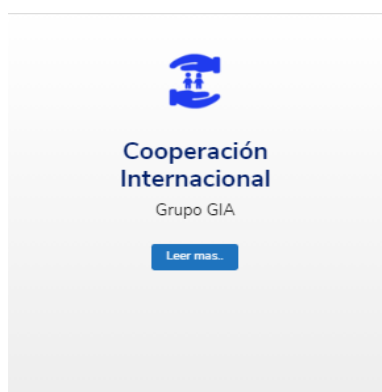 Cooperación
Internacional
Grupo GIA
Leer mas..